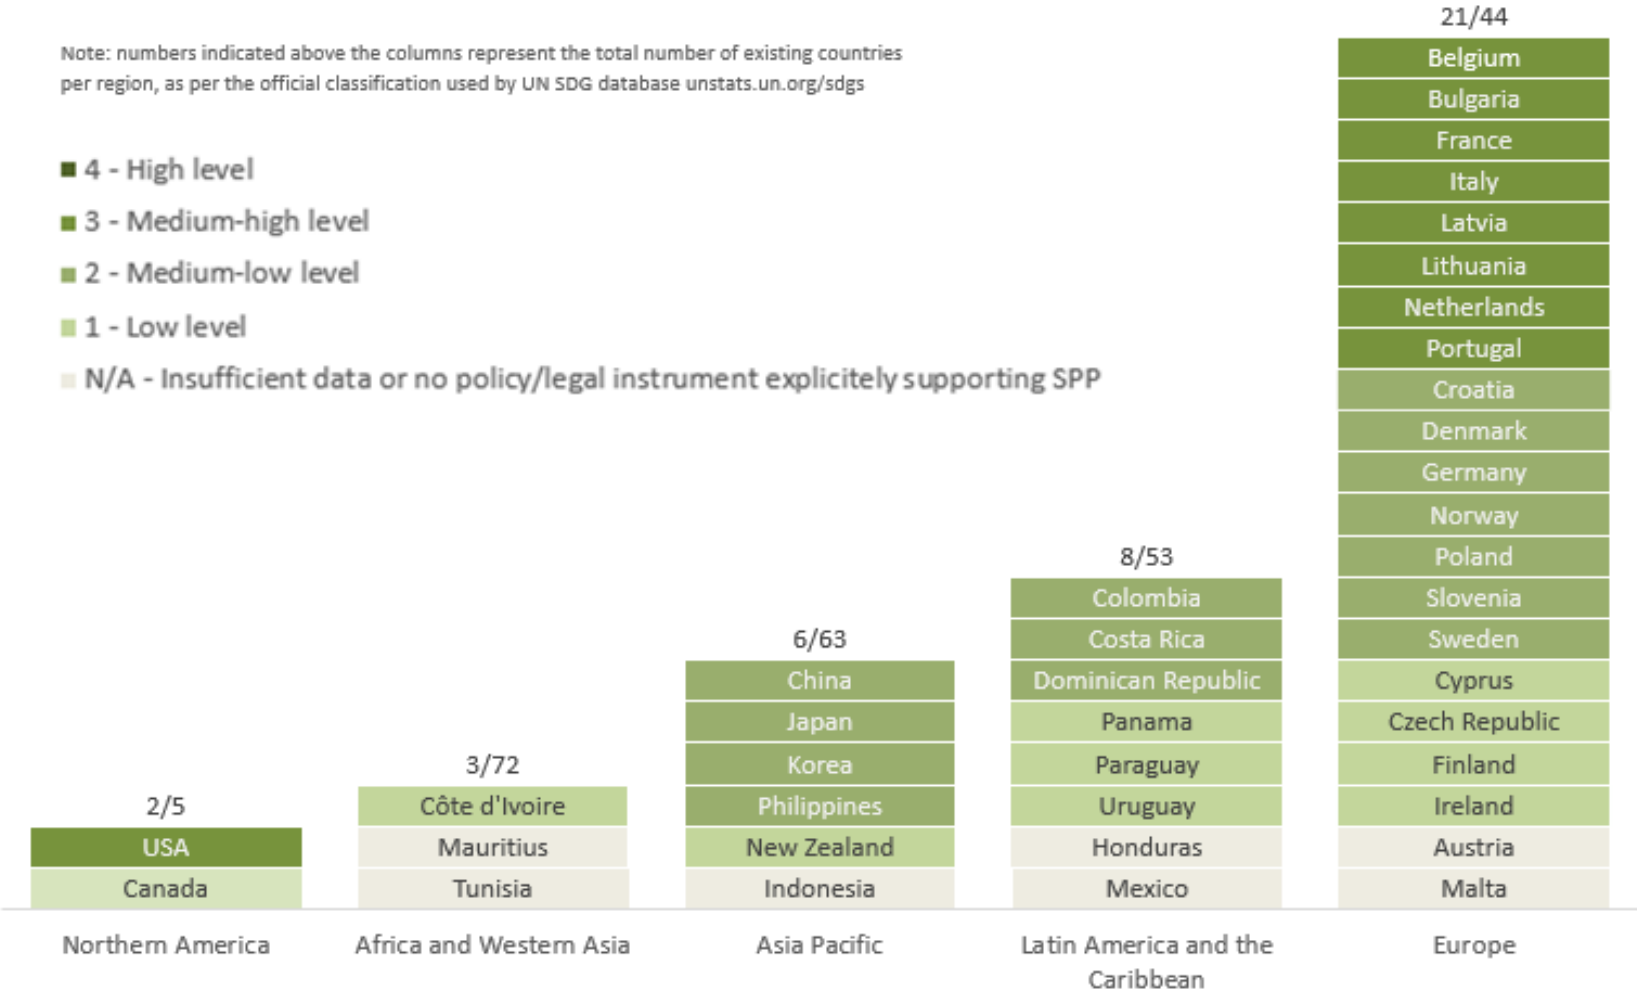 Note: numbers indicated above the columns represent the total number of existing countries
per region, as per the official classification used by UN SDG database unstats.un.org/sdgs
4 - High level
3 - Medium-high level
2 - Medium-low level
1 - Low level
N/A - Insufficient data or no policy/legal instrument explicitely supporting SPP
2/5
USA
Canada
Northern America
3/72
Côte d'Ivoire
Mauritius
Tunisia
Africa and Western Asia
6/63
China
Japan
Korea
Philippines
New Zealand
Indonesia
Asia Pacific
8/53
Colombia
Costa Rica
Dominican Republic
Panama
Paraguay
Uruguay
Honduras
Mexico
Latin America and the
Caribbean
21/44
Belgium
Bulgaria
France
Italy
Latvia
Lithuania
Netherlands
Portugal
Croatia
Denmark
Germany
Norway
Poland
Slovenia
Sweden
Cyprus
Czech Republic
Finland
Ireland
Austria
Malta
Europe